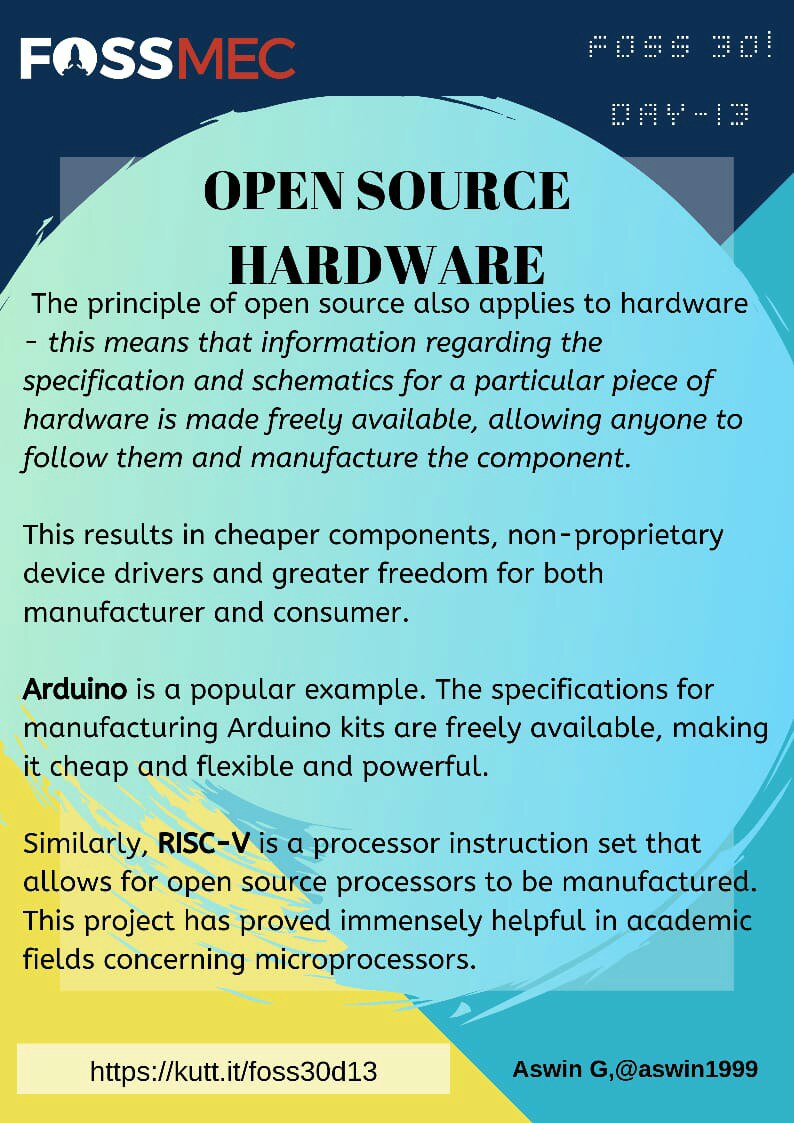 FOSSMEC
FOSS 30!
DAY-13
OPEN SOURCE
HARDWARE
The principle of open source also applies to hardware
- this means that information regarding the
specification and schematics for a particular piece of
hardware is made freely available, allowing anyone to
follow them and manufacture the component.
This results in cheaper components, non-proprietary
device drivers and greater freedom for both
manufacturer and consumer.
Arduino is a popular example. The specifications for
manufacturing Arduino kits are freely available, making
it cheap and flexible and powerful.
Similarly, RISC-V is a processor instruction set that
allows for open source processors to be manufactured.
This project has proved immensely helpful in academic
fields concerning microprocessors.
https://kutt.it/foss30d13
Aswin G,@aswin1999